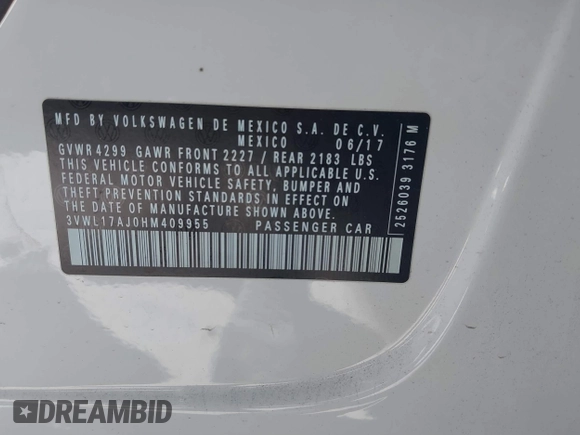 MFD BY VOLKSWAGEN DE MEXICO S.A. DE C.V.
MEXICO 06/17
GVWR 4299 GAWR FRONT 2227 / REAR 2183 LBS
THIS VEHICLE CONFORMS TO ALL APPLICABLE U.S.
FEDERAL MOTOR VEHICLE SAFETY, BUMPER AND
THEFT PREVENTION STANDARDS IN EFFECT ON
THE DATE OF MANUFACTURE SHOWN ABOVE.
3VWL17AJ0HM409955 PASSENGER CAR
2526039 3176 M
DREAMBID